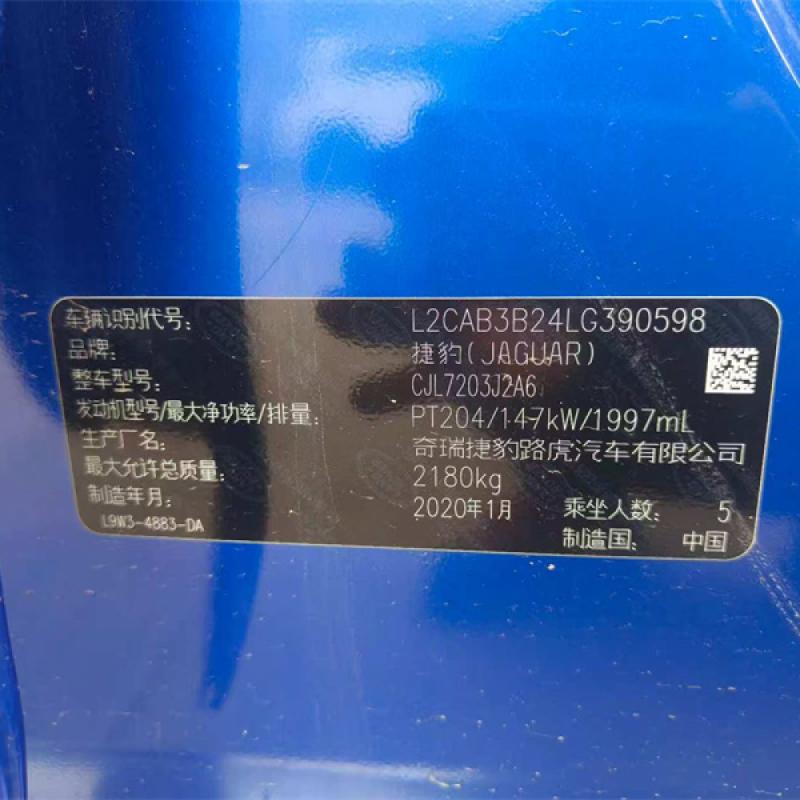 车辆识别代号: L2CAB3B24LG390598
品牌: 捷豹(JAGUAR)
整车型号: CJL7203J2A6
发动机型号/最大净功率/排量: PT204/147kW/1997mL
生产厂名: 奇瑞捷豹路虎汽车有限公司
最大允许总质量: 2180kg
制造年月: 2020年1月 乘坐人数: 5
L9W3-4883-DA 制造国: 中国